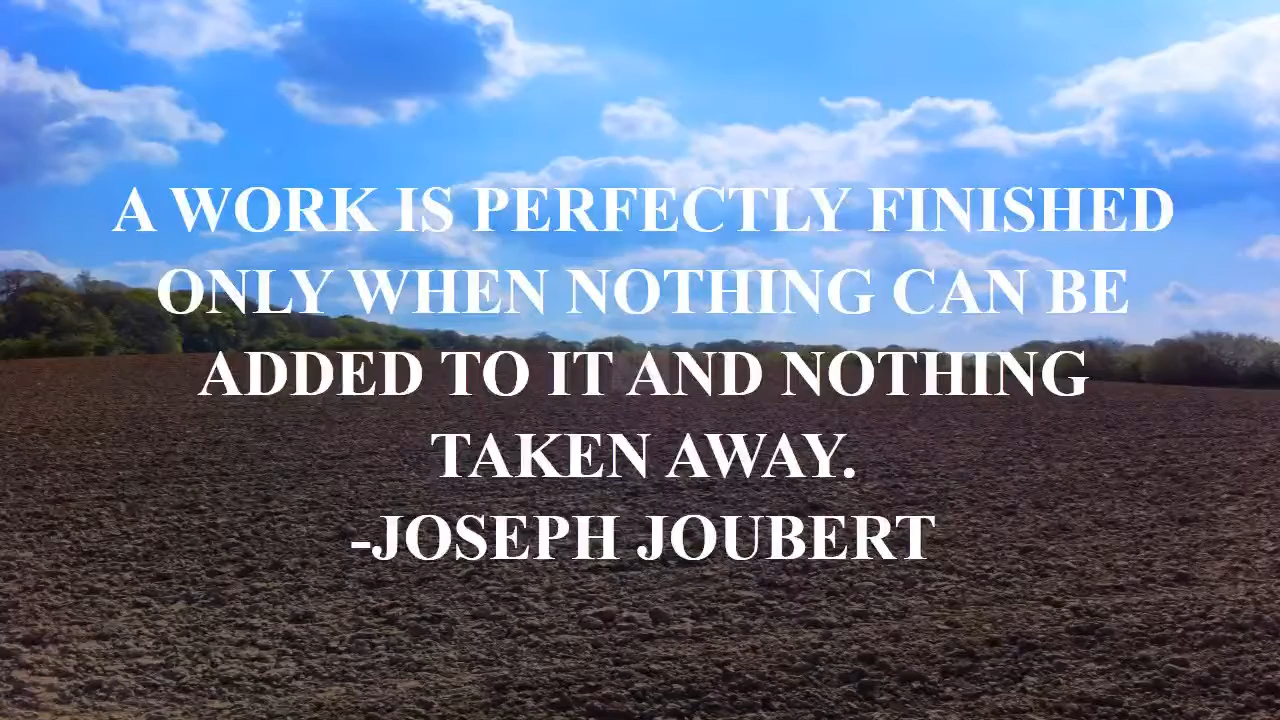 A WORK IS PERFECTLY FINISHED
ONLY WHEN NOTHING CAN BE
ADDED TO IT AND NOTHING
TAKEN AWAY.
-JOSEPH JOUBERT